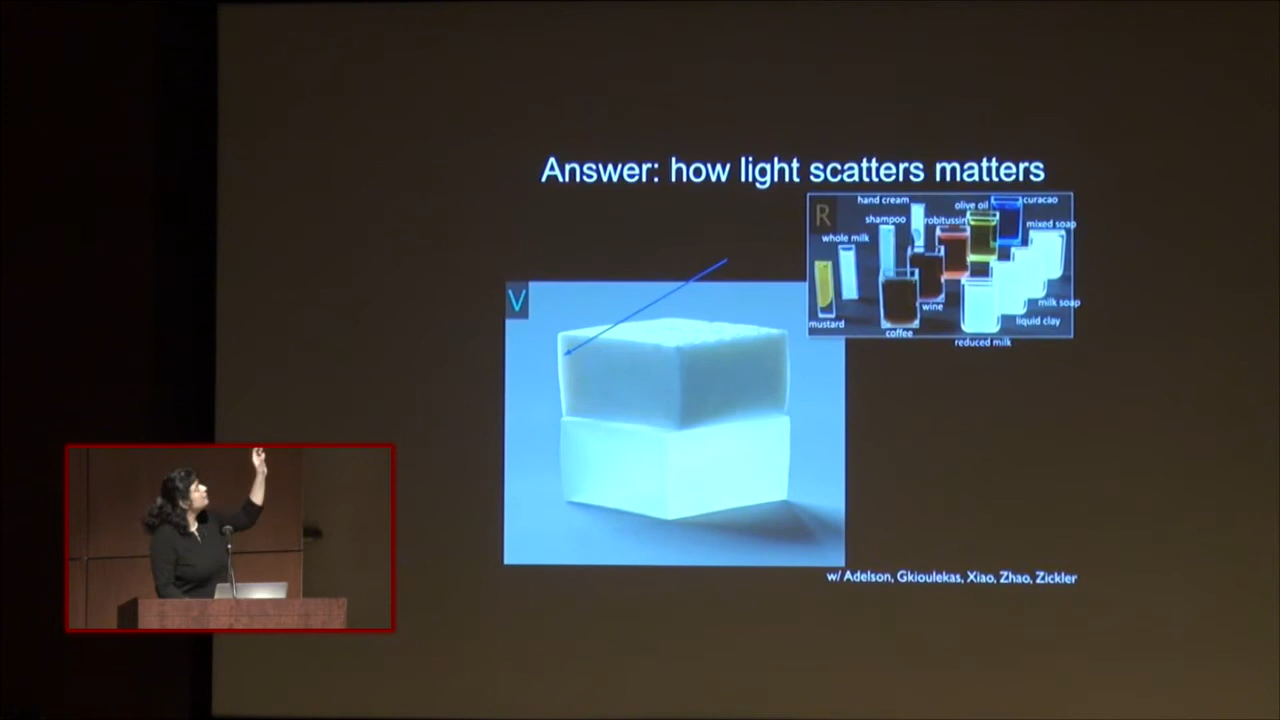 Answer: how light scatters matters
R
hand cream
olive oil
curacao
shampoo
robitussin
mixed soap
whole milk
mustard
coffee
wine
milk soap
liquid clay
reduced milk
V
w/ Adelson, Gkioulekas, Xiao, Zhao, Zickler